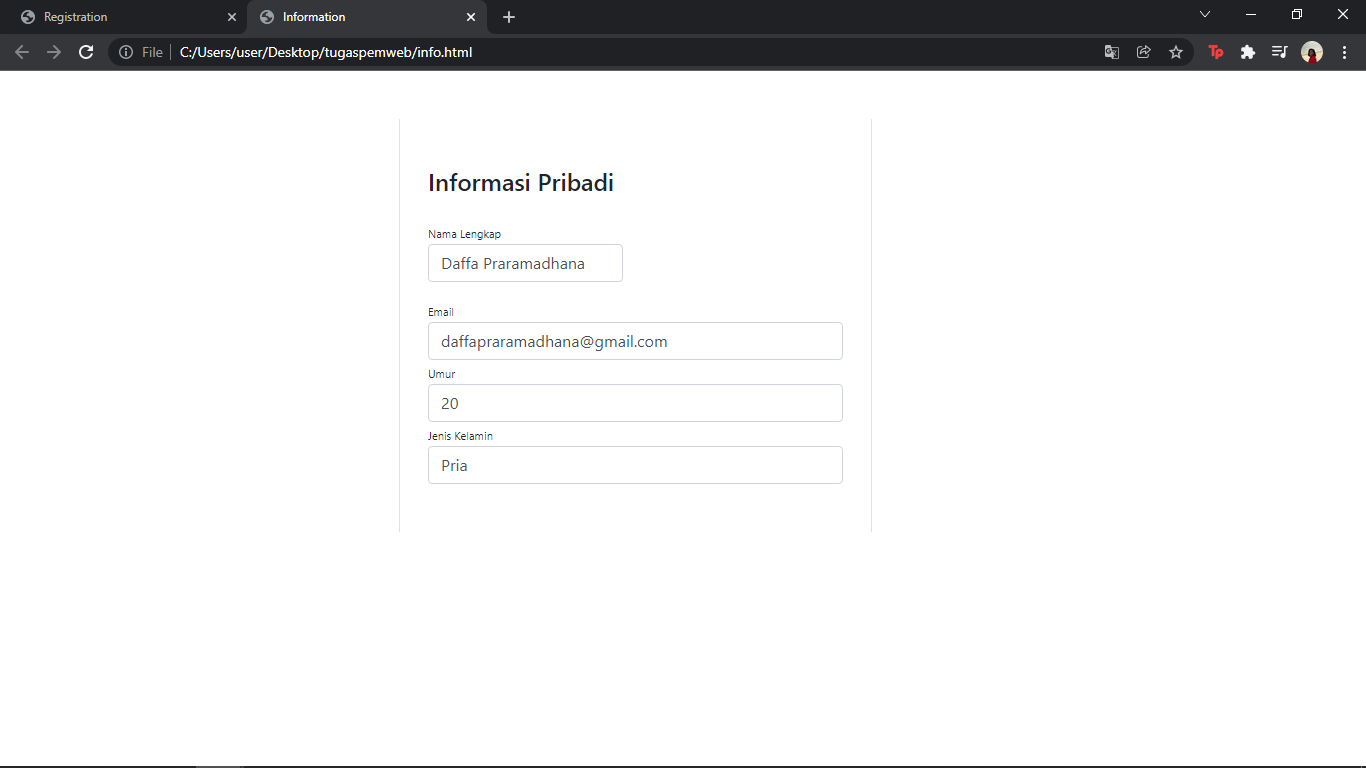 Registration
Information
File
C:/Users/user/Desktop/tugaspemweb/info.html
Tp
Informasi Pribadi
Nama Lengkap
Daffa Praramadhana
Email
daffapraramadhana@gmail.com
Umur
20
Jenis Kelamin
Pria